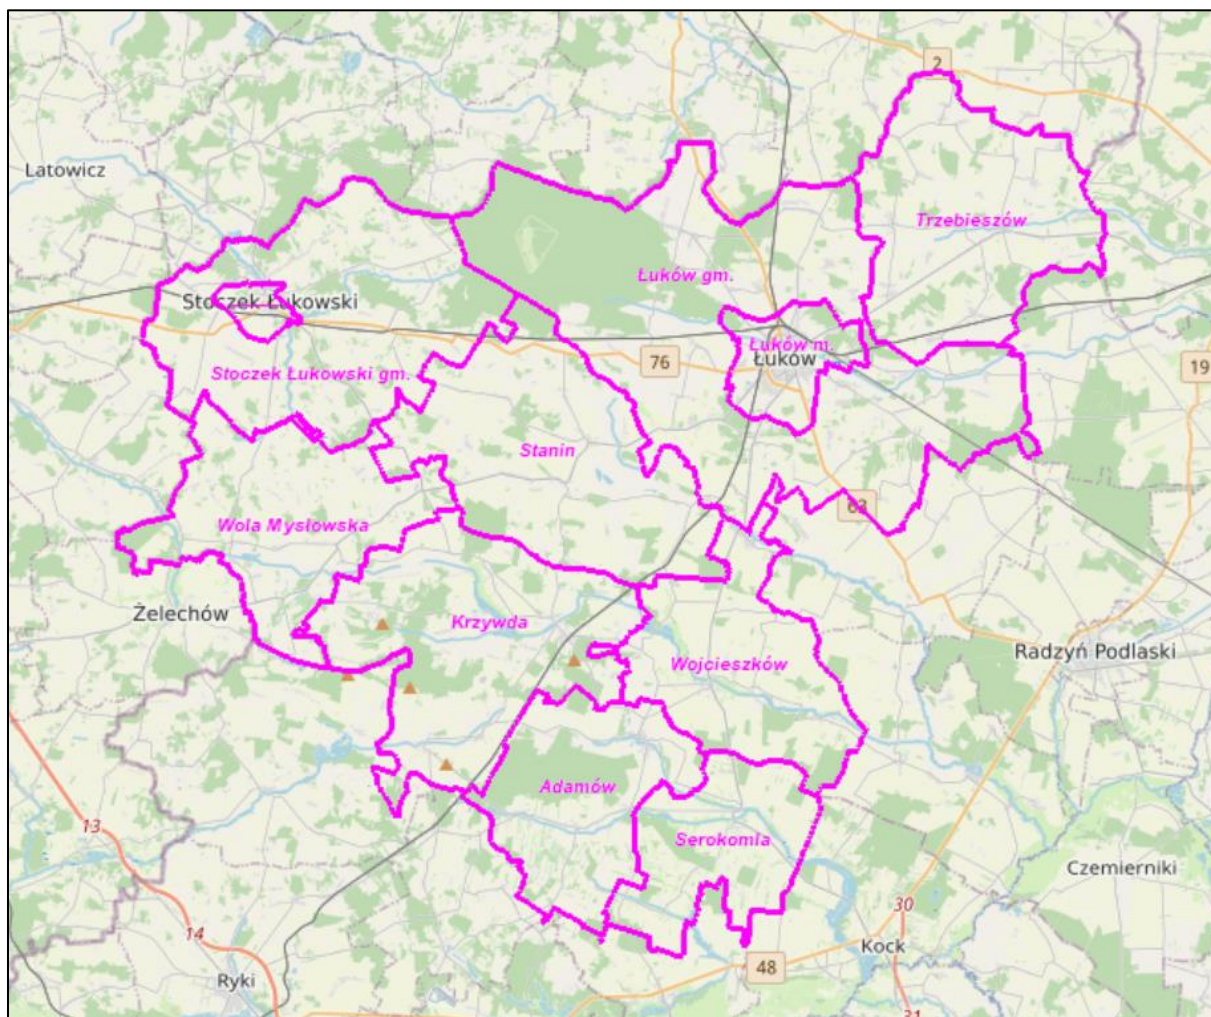 2
Latowicz
Trzebieszów
Łuków gm.
Stoczek Łukowski
Łuków m.
Łuków
76
19
Stoczek Łukowski gm.
Stanin
63
Wola Mysłowska
Żelechów
Krzywda
Radzyń Podlaski
Wojcieszków
Adamów
13
Serokomla
Czemierniki
30
14
Kock
48
Ryki
31